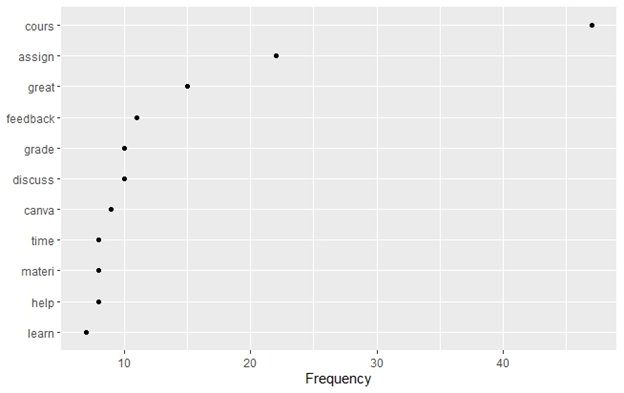 cours
assign
great
feedback
grade
discuss
canva
time
materi
help
learn
10 20 30 40
Frequency